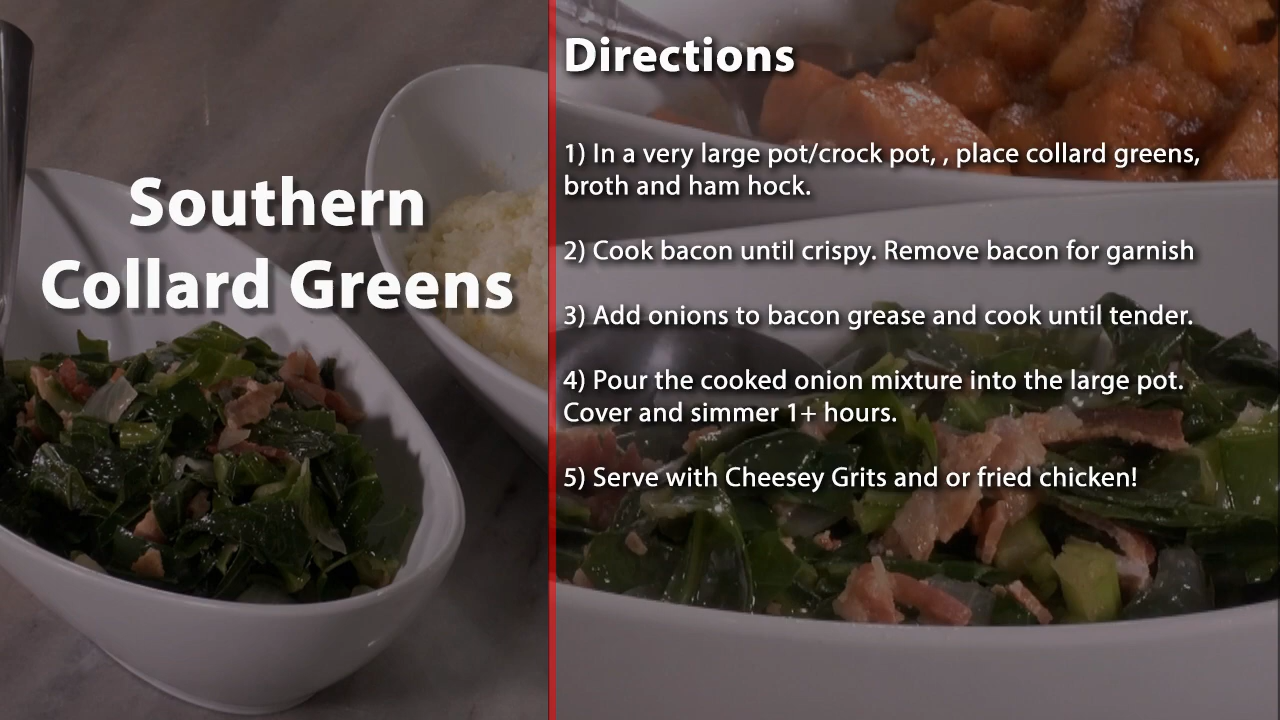 Southern
Collard Greens
Directions
1) In a very large pot/crock pot, , place collard greens,
broth and ham hock.
2) Cook bacon until crispy. Remove bacon for garnish
3) Add onions to bacon grease and cook until tender.
4) Pour the cooked onion mixture into the large pot.
Cover and simmer 1+ hours.
5) Serve with Cheesey Grits and or fried chicken!